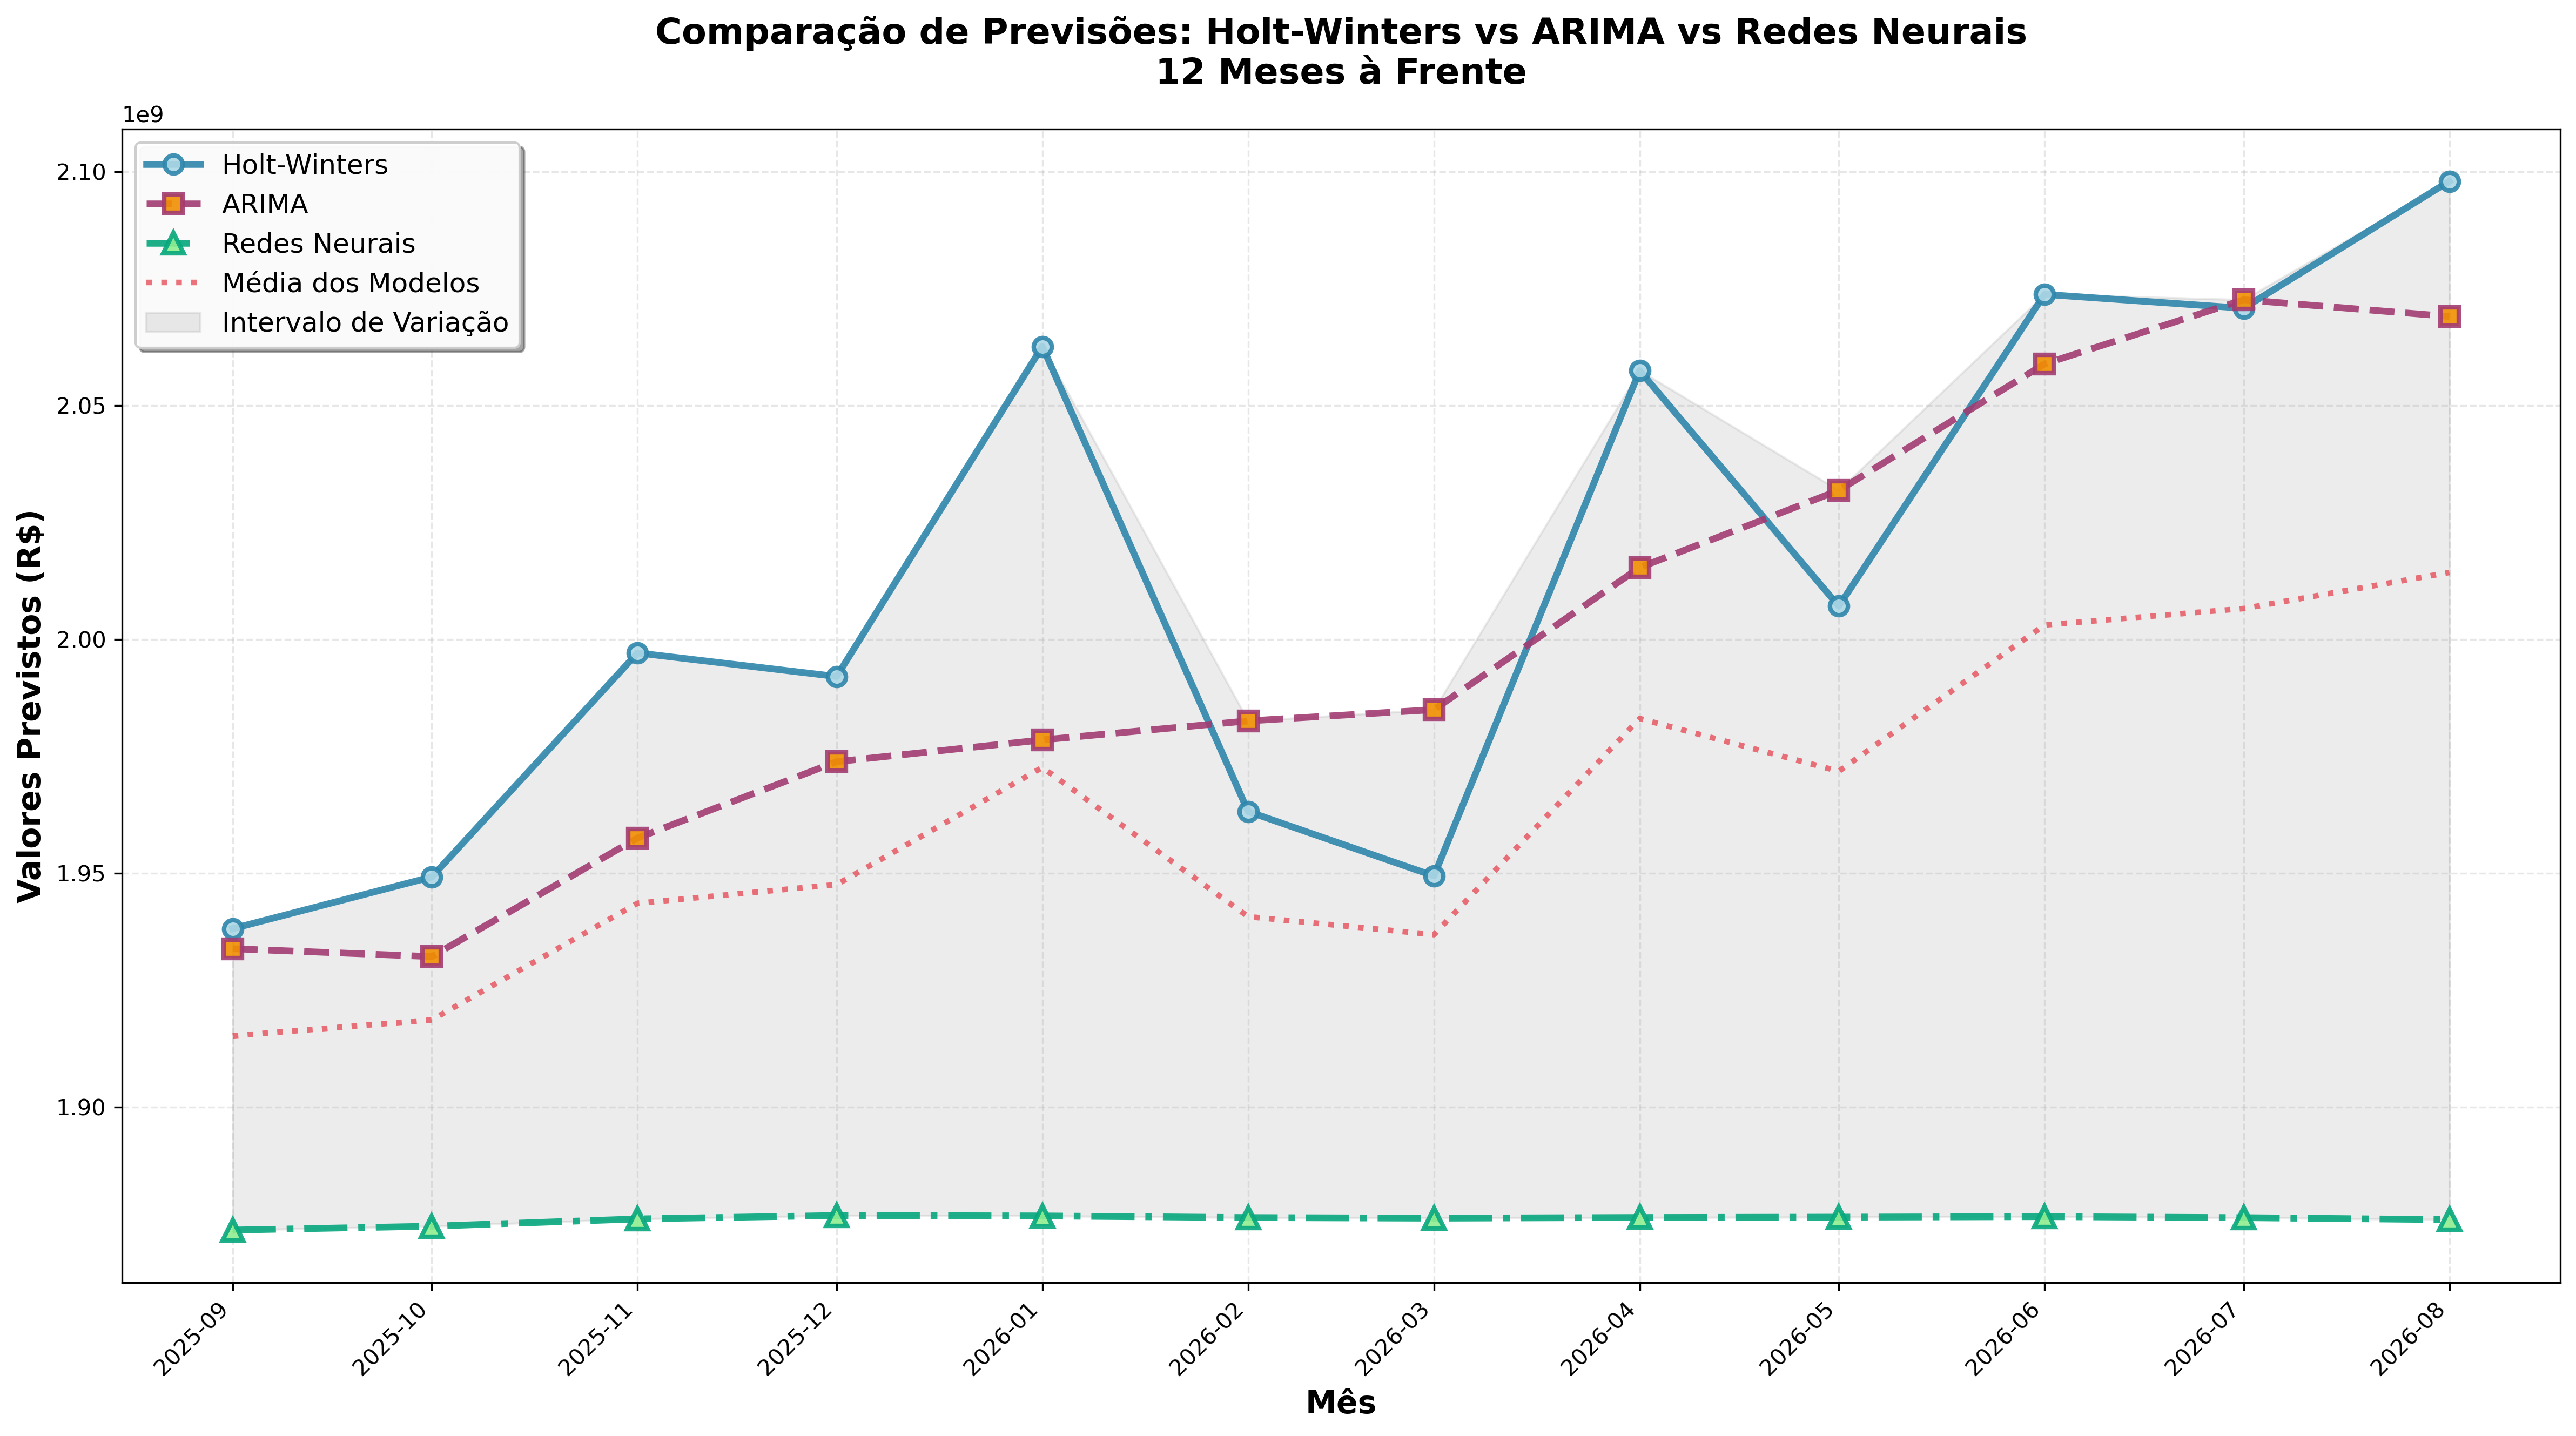 Comparação de Previsões: Holt-Winters vs ARIMA vs Redes Neurais
12 Meses à Frente
1e9
Holt-Winters
ARIMA
Redes Neurais
Média dos Modelos
Intervalo de Variação
Valores Previstos (R$)
2.10
2.05
2.00
1.95
1.90
2025-09
2025-10
2025-11
2025-12
2026-01
2026-02
2026-03
2026-04
2026-05
2026-06
2026-07
2026-08
Mês